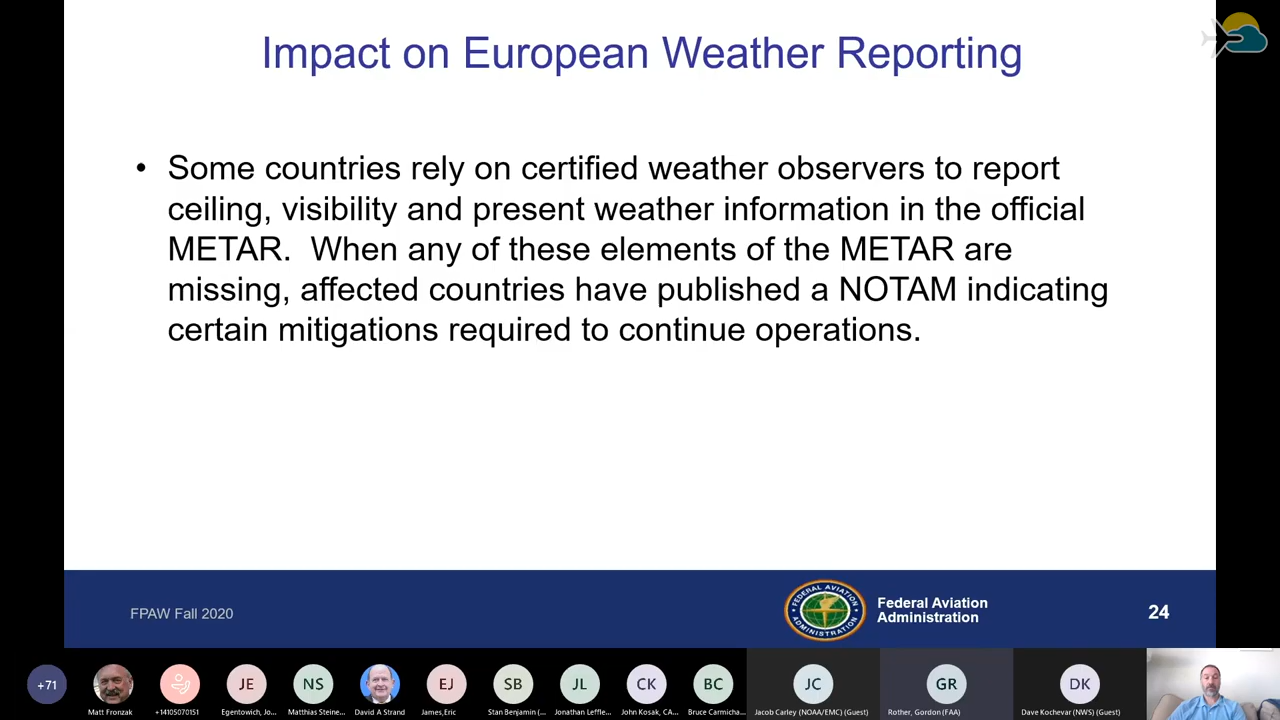 Impact on European Weather Reporting
• Some countries rely on certified weather observers to report
ceiling, visibility and present weather information in the official
METAR.  When any of these elements of the METAR are
missing, affected countries have published a NOTAM indicating
certain mitigations required to continue operations.
FPAW Fall 2020
FEDERAL AVIATION
ADMINISTRATION
Federal Aviation
Administration
24
+71
JE
NS
EJ
SB
JL
CK
BC
JC
GR
DK
Matt Fronzak
+14105070151
Egentowich, Jo...
Matthias Steine...
David A Strand
James,Eric
Stan Benjamin (...
Jonathan Leffle...
John Kosak, CA...
Bruce Carmicha...
Jacob Carley (NOAA/EMC) (Guest)
Rother, Gordon (FAA)
Dave Kochevar (NWS) (Guest)